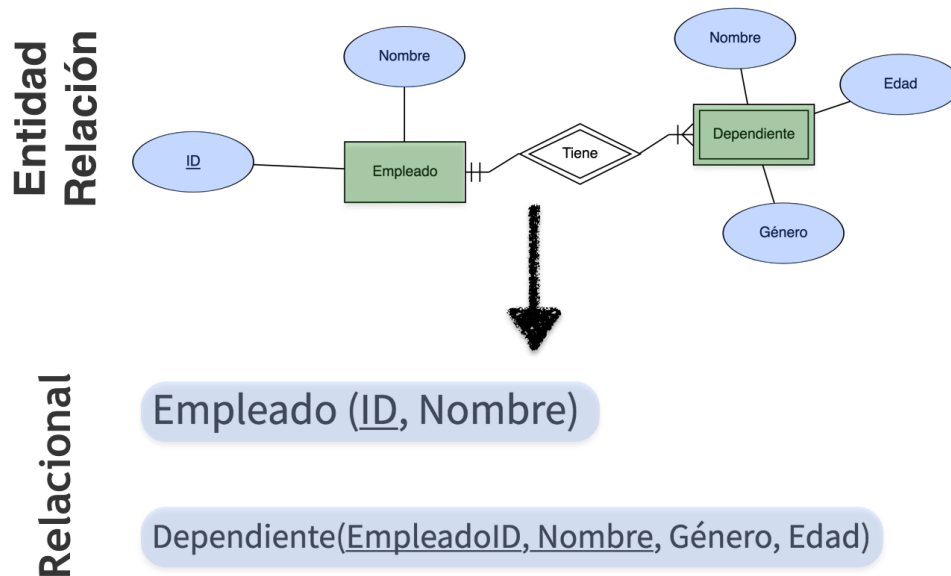 Entidad
Relación
Nombre
ID
Empleado
Tiene
Nombre
Edad
Dependiente
Género
Relacional
Empleado (ID, Nombre)
Dependiente(EmpleadoID, Nombre, Género, Edad)